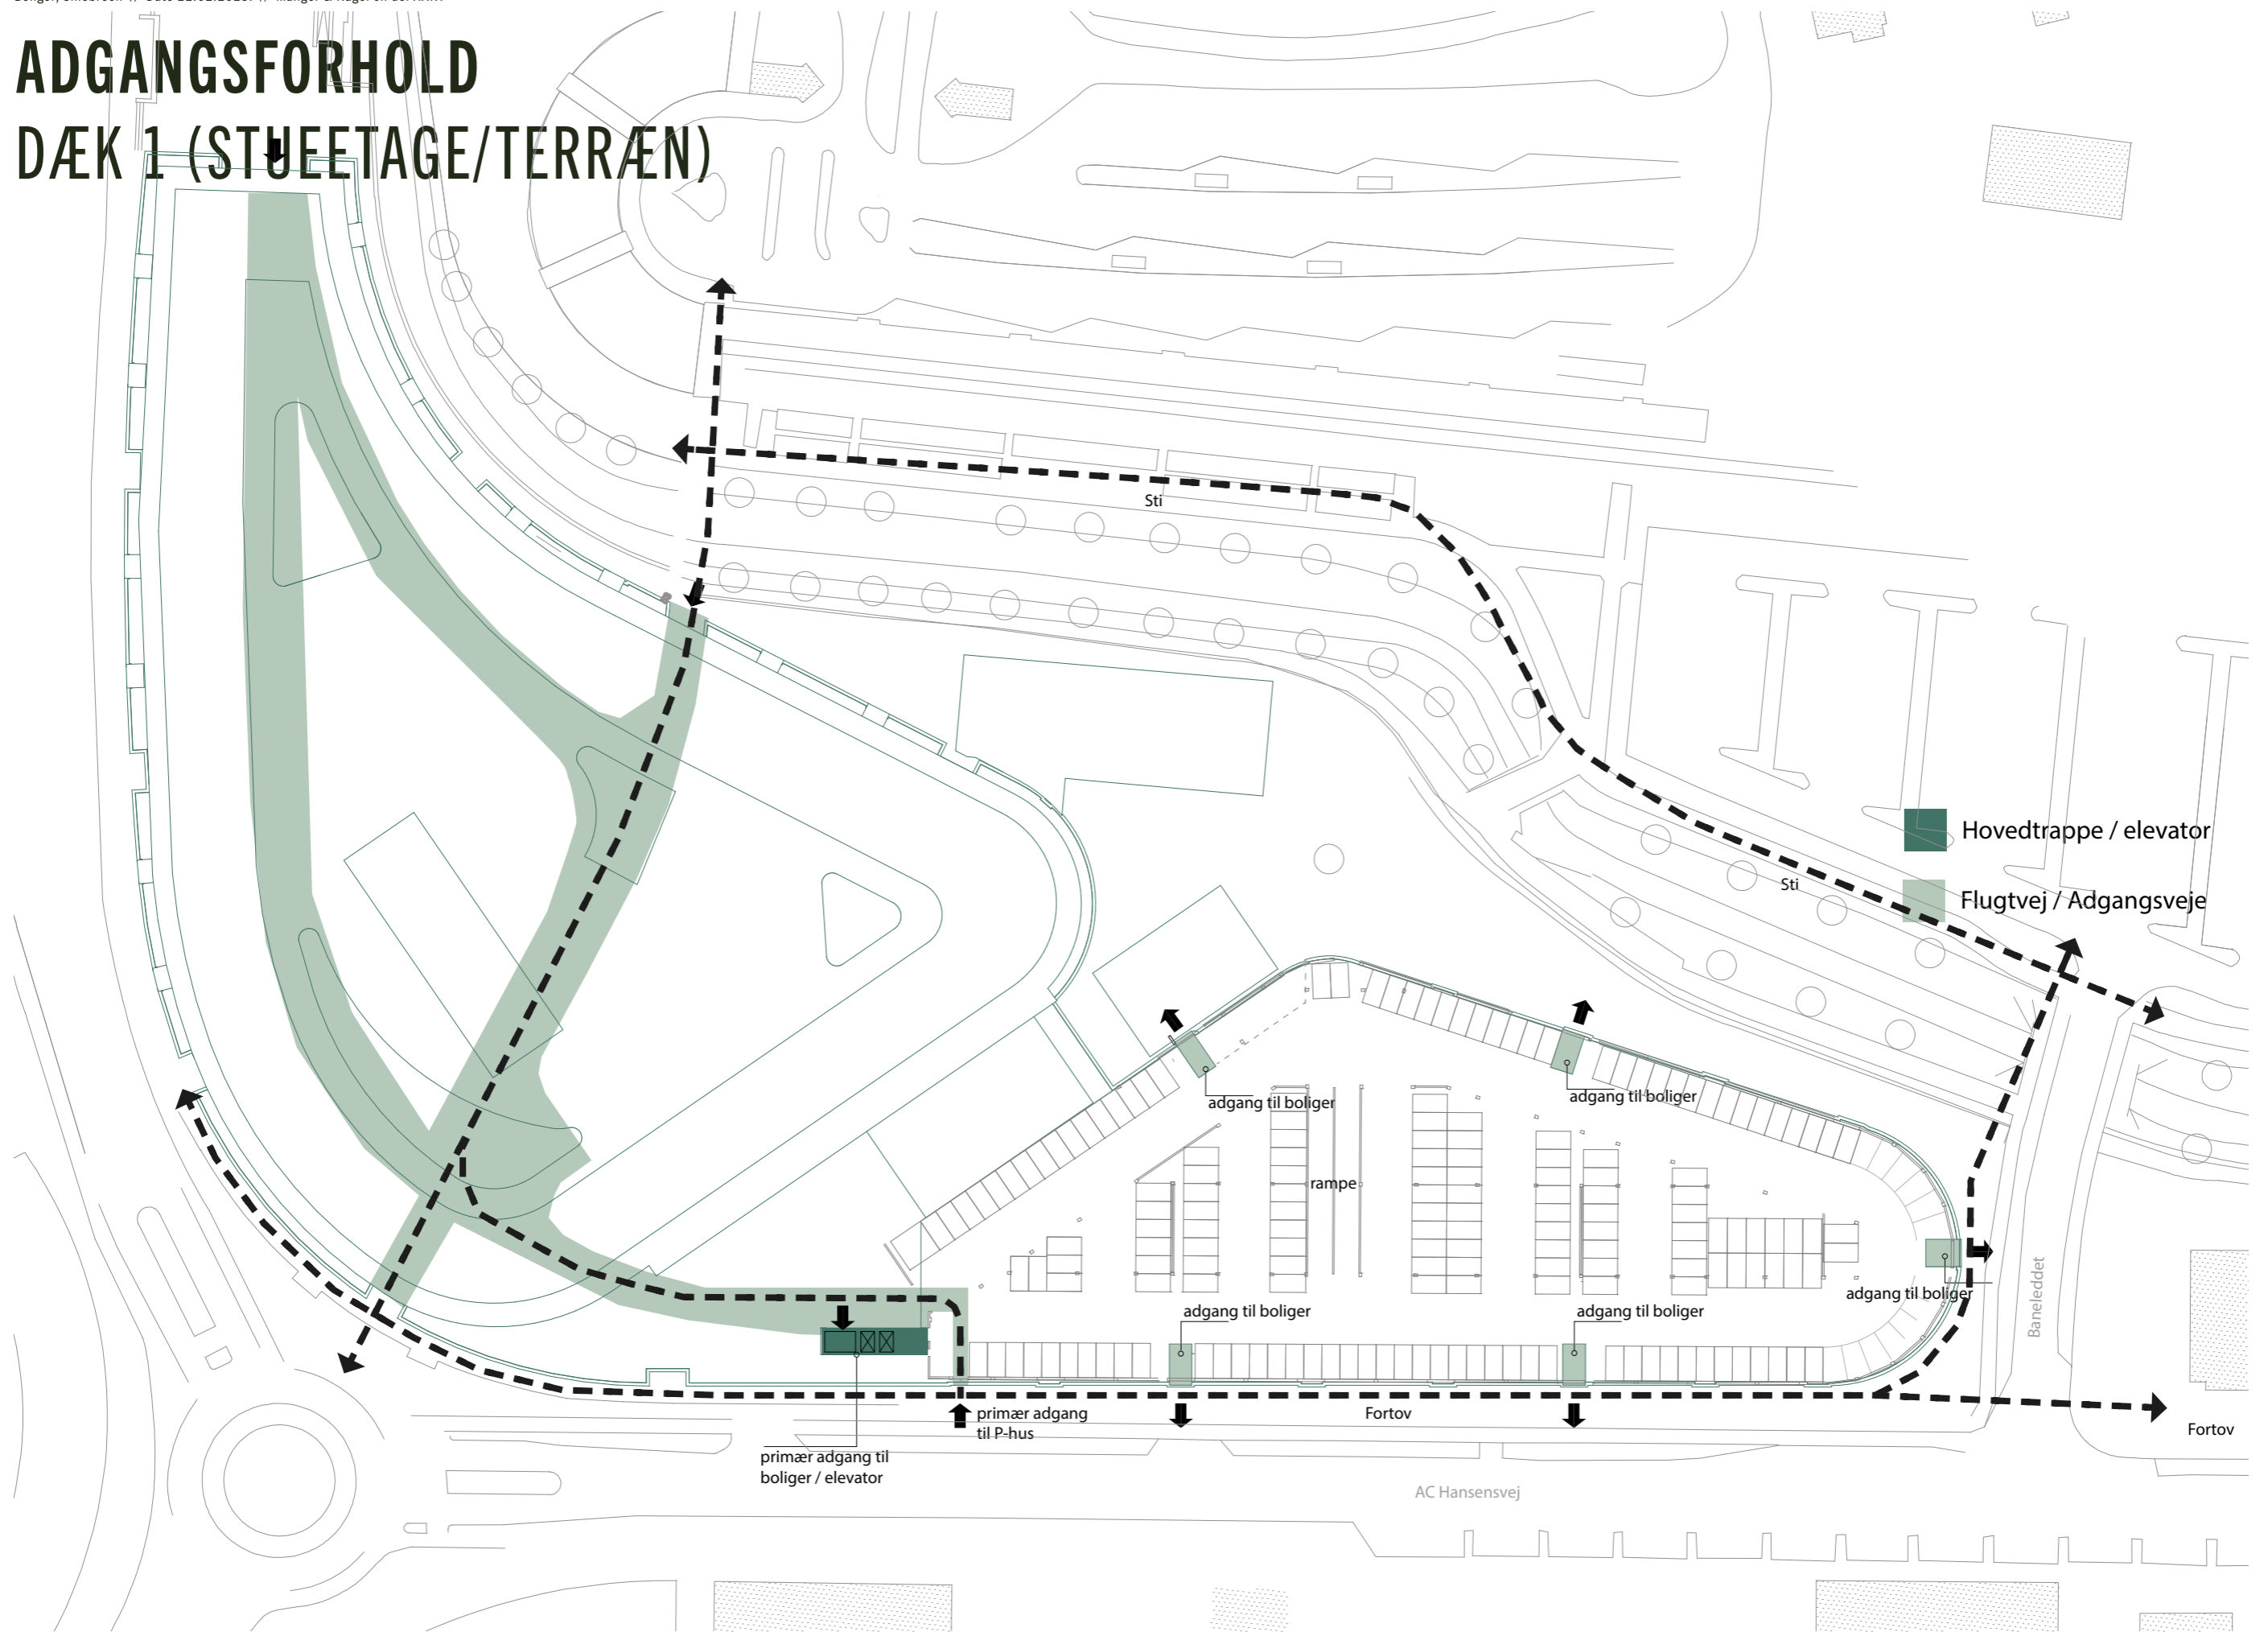 ADGANGSFORHOLD
DÆK 1 (STUEETAGE/TERRÆN)
Sti
Hovedtrappe / elevator
Sti
Flugtvej / Adgangsveje
adgang til boliger
adgang til boliger
rampe
Baneleddet
adgang til boliger
adgang til boliger
adgang til boliger
primær adgang
til P-hus
Fortov
Fortov
primær adgang til
boliger / elevator
AC Hansensvej